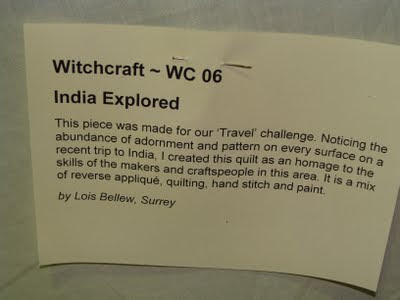 Witchcraft ~ WC 06
India Explored
This piece was made for our 'Travel' challenge. Noticing the
abundance of adornment and pattern on every surface on a
recent trip to India, I created this quilt as an homage to the
skills of the makers and craftspeople in this area. It is a mix
of reverse appliqué, quilting, hand stitch and paint.
by Lois Bellew, Surrey